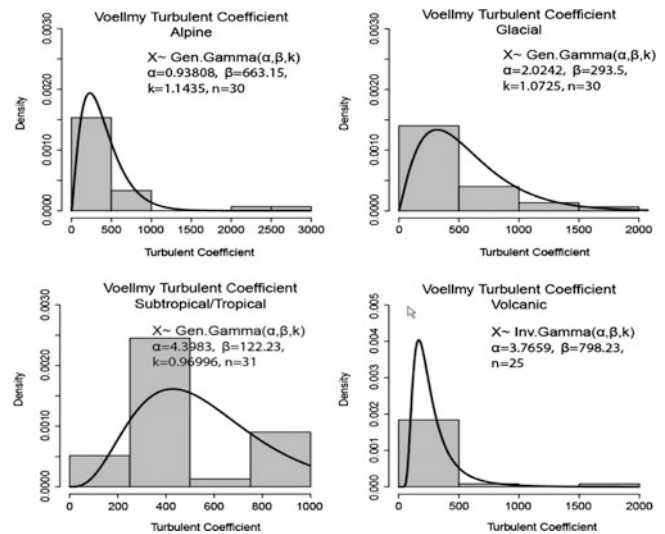 Voellmy Turbulent Coefficient
Alpine
X~ Gen.Gamma(α,β,k)
α=0.93808, β=663.15,
k=1.1435, n=30
Density
0.0000 0.0010 0.0020 0.0030
0 500 1000 1500 2000 2500 3000
Turbulent Coefficient
Voellmy Turbulent Coefficient
Glacial
X~ Gen.Gamma(α,β,k)
α=2.0242, β=293.5,
k=1.0725, n=30
Density
0.0000 0.0010 0.0020 0.0030
0 500 1000 1500 2000
Turbulent Coefficient
Voellmy Turbulent Coefficient
Subtropical/Tropical
X~ Gen.Gamma(α,β,k)
α=4.3983, β=122.23,
k=0.96996, n=31
Density
0.0000 0.0010 0.0020 0.0030
0 200 400 600 800 1000
Turbulent Coefficient
Voellmy Turbulent Coefficient
Volcanic
X~ Inv.Gamma(α,β,k)
α=3.7659, β=798.23,
n=25
Density
0.000 0.001 0.002 0.003 0.004 0.005
0 500 1000 1500 2000
Turbulent Coefficient